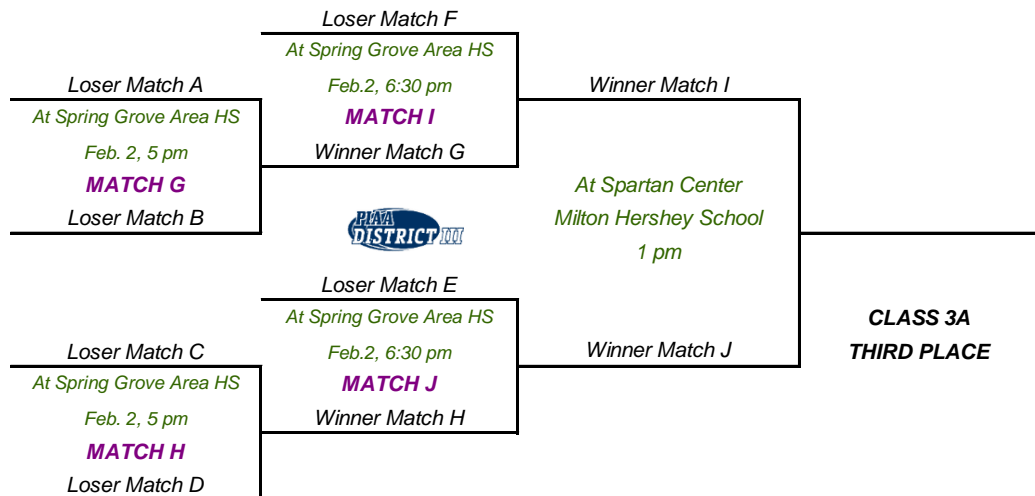 Loser Match F
At Spring Grove Area HS
Feb.2, 6:30 pm
MATCH I
Winner Match G
Loser Match A
At Spring Grove Area HS
Feb. 2, 5 pm
MATCH G
Loser Match B
Winner Match I
At Spartan Center
Milton Hershey School
1 pm
PIAA
DISTRICT III
Loser Match E
At Spring Grove Area HS
Feb.2, 6:30 pm
MATCH J
Winner Match H
Loser Match C
At Spring Grove Area HS
Feb. 2, 5 pm
MATCH H
Loser Match D
Winner Match J
CLASS 3A
THIRD PLACE